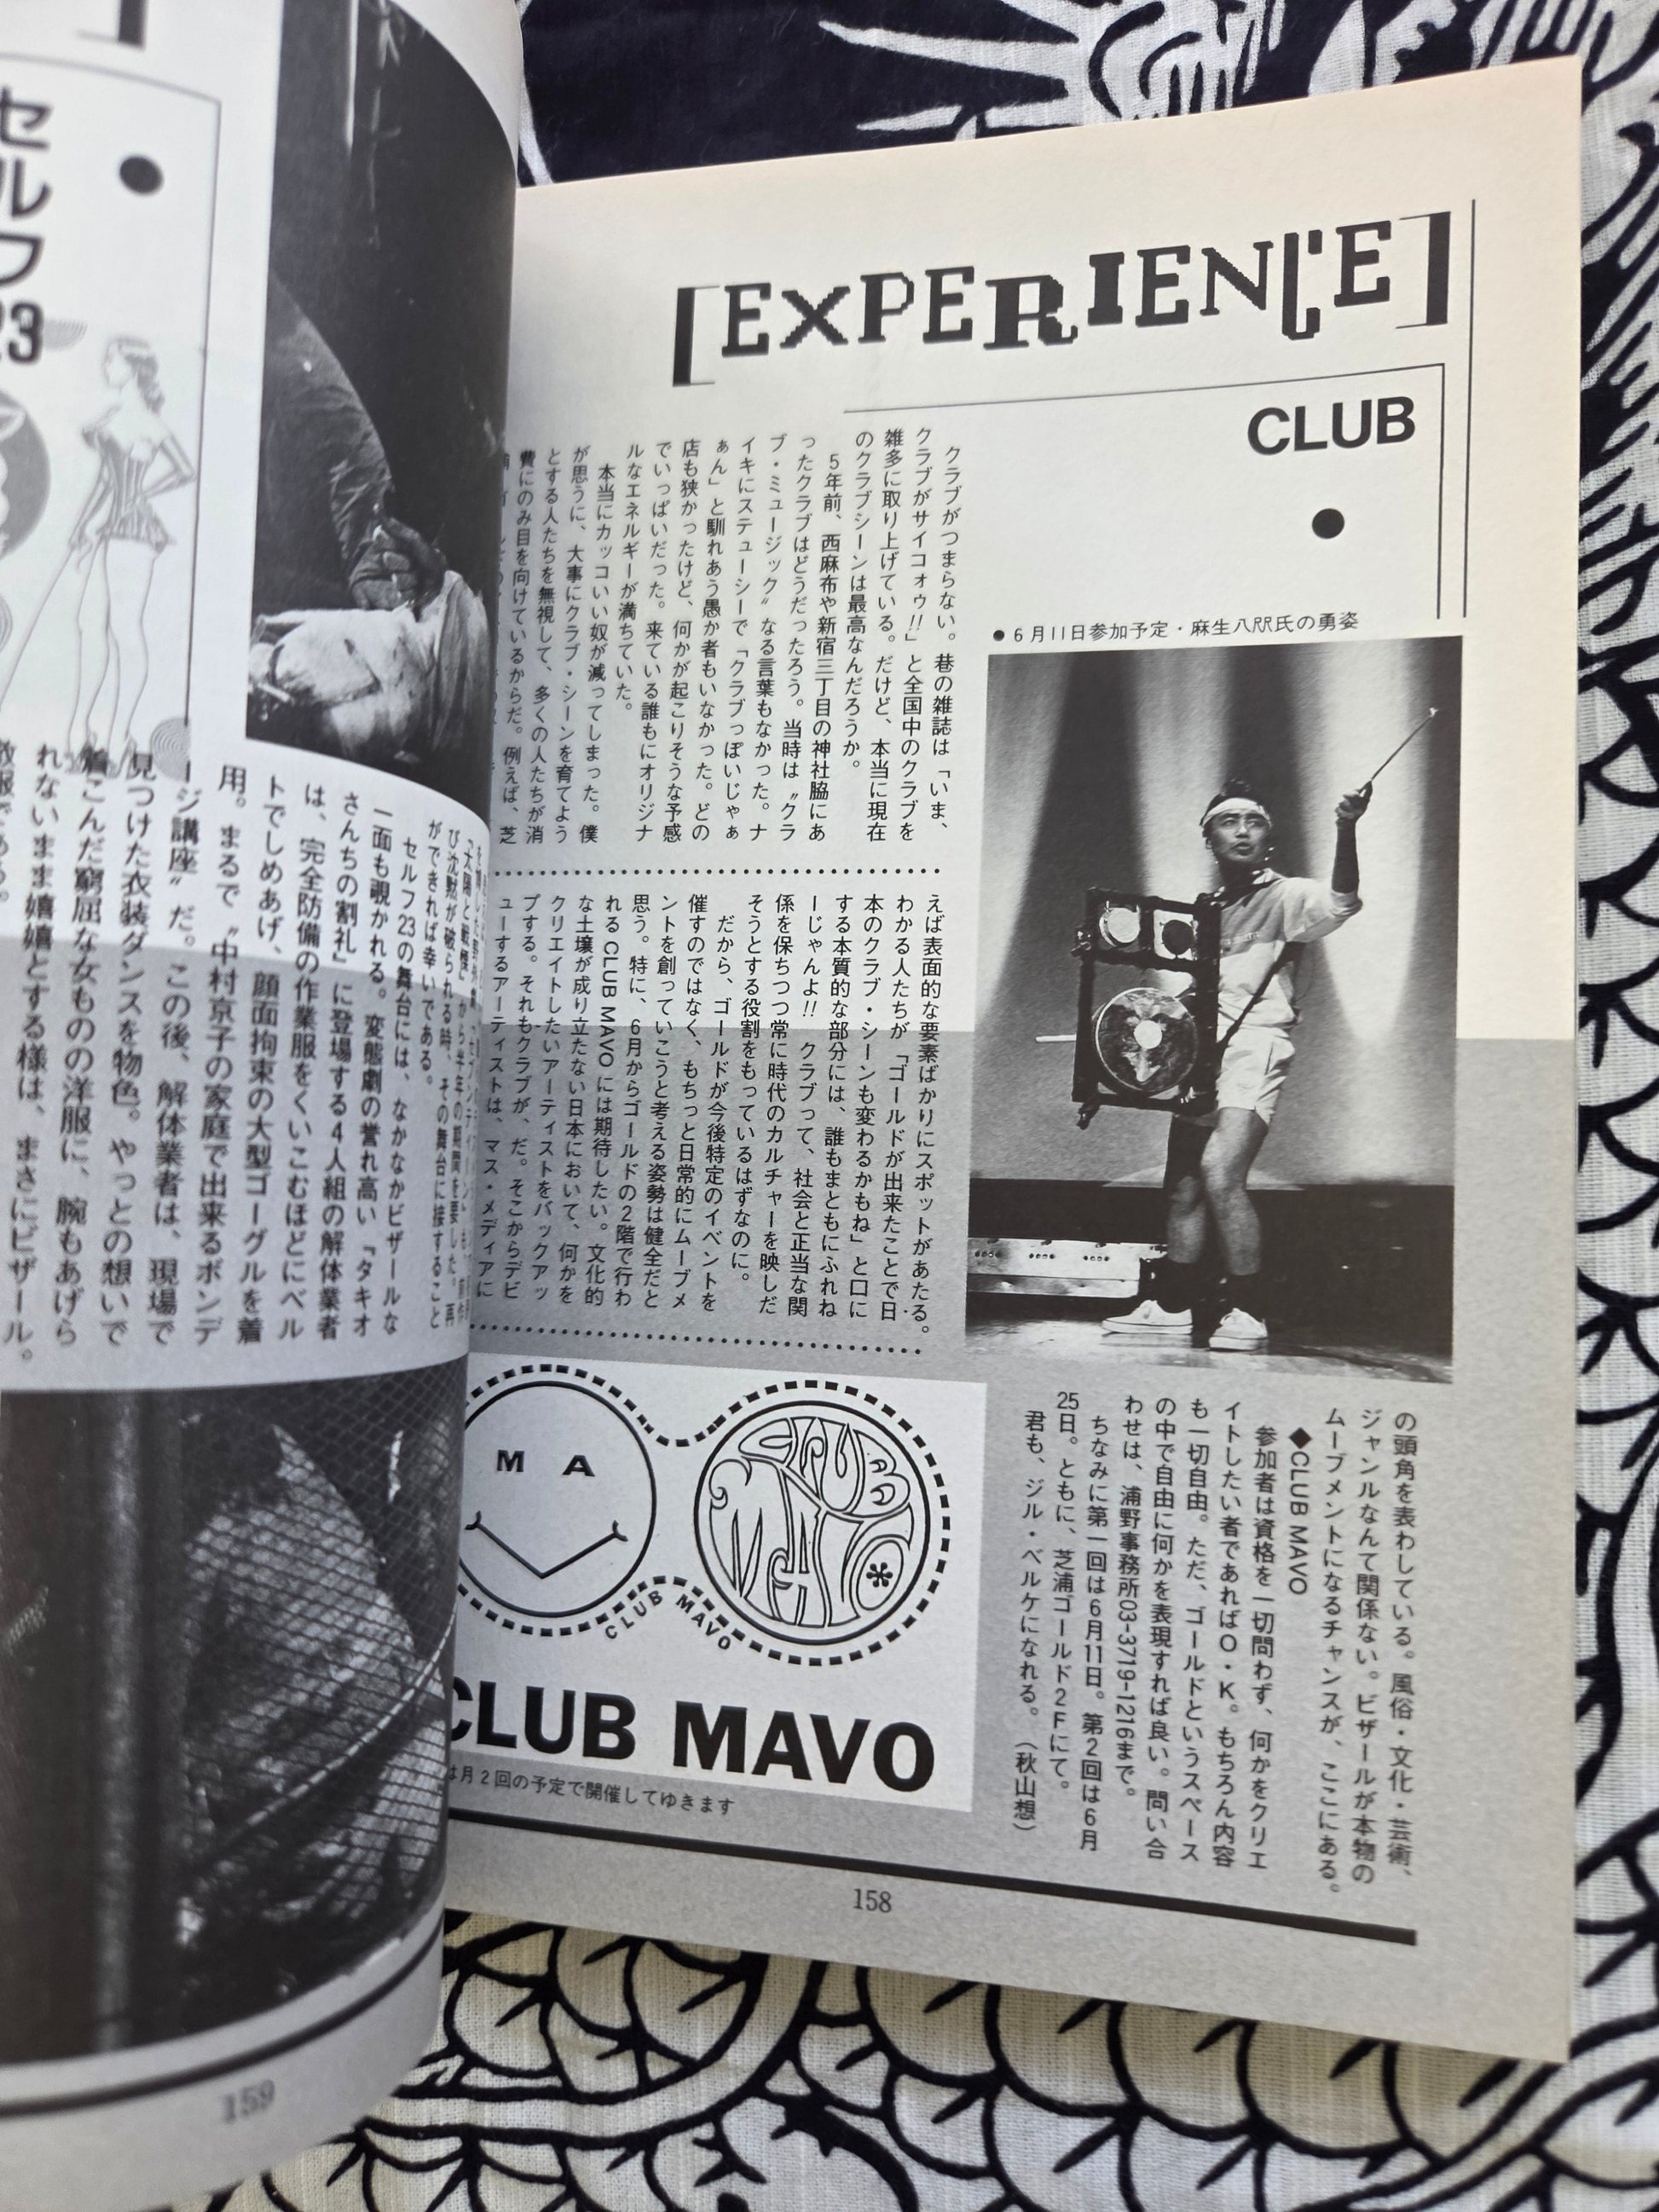 [EXPERIENCE]
CLUB
●6月11日参加予定・麻生八尺氏の勇姿
クラブがつまらない。巷の雑誌は「いま、
クラブがサイコォゥ!!」と全国中のクラブを
雑多に取り上げている。だけど、本当に現在
のクラブシーンは最高なんだろうか。
5年前、西麻布や新宿三丁目の神社脇にあ
ったクラブはどうだったろう。当時は〝クラ
ブ・ミュージック〟なる言葉もなかった。ナ
イキにステューシーで「クラブっぽいじゃぁ
ぁん」と馴れあう愚か者もいなかった。どの
店も狭かったけど、何かが起こりそうな予感
でいっぱいだった。来ている誰もにオリジナ
ルなエネルギーが満ちていた。
本当にカッコいい奴が減ってしまった。僕
が思うに、大事にクラブ・シーンを育てよう
とする人たちを無視して、多くの人たちが消
費にのみ目を向けているからだ。例えば、芝
えば表面的な要素ばかりにスポットがあたる。
わかる人たちが「ゴールドが出来たことで日
本のクラブ・シーンも変わるかもね」と口に
する本質的な部分には、誰もまともにふれね
ーじゃんよ!! クラブって、社会と正当な関
係を保ちつつ常に時代のカルチャーを映しだ
そうとする役割をもっているはずなのに。
だから、ゴールドが今後特定のイベントを
催すのではなく、もちっと日常的にムーブメ
ントを創っていこうと考える姿勢は健全だと
思う。特に、6月からゴールドの2階で行わ
れる CLUB MAVO には期待したい。文化的
な土壌が成り立たない日本において、何かを
クリエイトしたいアーティストをバックアッ
プする。それもクラブが、だ。そこからデビ
ューするアーティストは、マス・メディアに
の頭角を表わしている。風俗・文化・芸術、
ジャンルなんて関係ない。ビザールが本物の
ムーブメントになるチャンスが、ここにある。
◆CLUB MAVO
参加者は資格を一切問わず、何かをクリエ
イトしたい者であればO・K。もちろん内容
も一切自由。ただ、ゴールドというスペース
の中で自由に何かを表現すれば良い。問い合
わせは、浦野事務所03-3719-1216まで。
ちなみに第一回は6月11日。第2回は6月
25日。ともに、芝浦ゴールド2Fにて。
君も、ジル・ベルケになれる。(秋山想)
MA
CLUB MAVO
CLUB MAVO
CLUB MAVO
は月2回の予定で開催してゆきます
158
セルフ23
●
び沈黙が破られる時、その舞台に接すること
ができれば幸いである。
セルフ23の舞台には、なかなかビザールな
一面も覗かれる。変態劇の誉れ高い「タキオ
さんちの割礼」に登場する4人組の解体業者
は、完全防備の作業服をくいこむほどにベル
トでしめあげ、顔面拘束の大型ゴーグルを着
用。まるで〝中村京子の家庭で出来るボンデ
ージ講座〟だ。この後、解体業者は、現場で
見つけた衣装ダンスを物色。やっとの想いで
着こんだ窮屈な女ものの洋服に、腕もあげら
れないまま嬉嬉とする様は、まさにビザール。
159